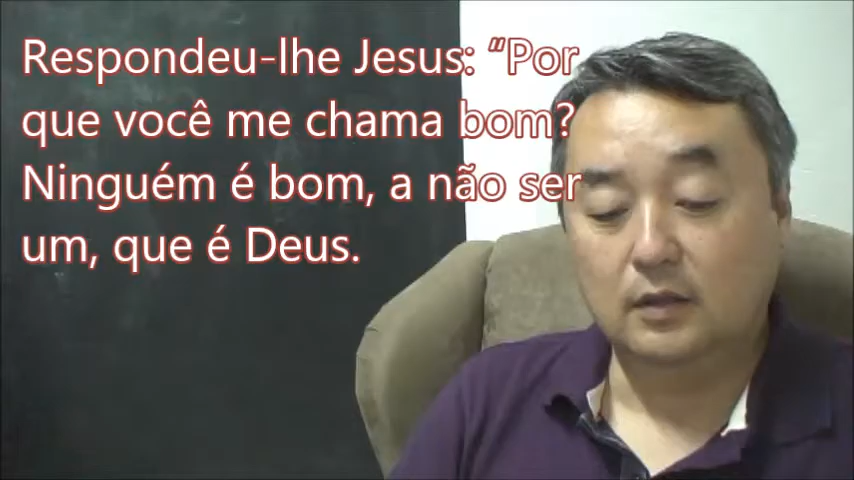 Respondeu-lhe Jesus: “Por
que você me chama bom?
Ninguém é bom, a não ser
um, que é Deus.